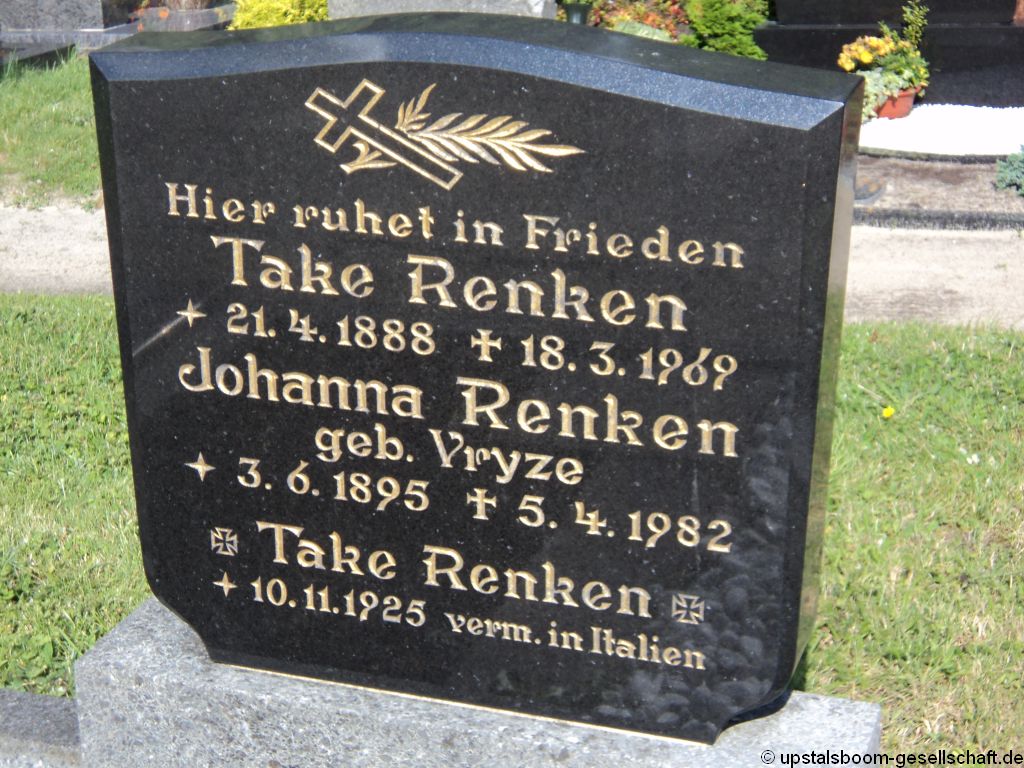 Hier ruhet in Frieden
Take Renken
21. 4. 1888 ✝ 18. 3. 1969
Johanna Renken
geb. Vryze
3. 6. 1895 ✝ 5. 4. 1982
Take Renken
10. 11. 1925 verm. in Italien
© upstalsboom-gesellschaft.de